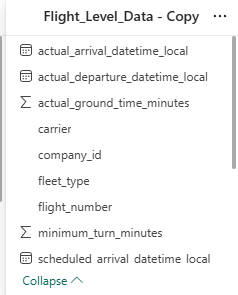 Flight_Level_Data - Copy ...
actual_arrival_datetime_local
actual_departure_datetime_local
actual_ground_time_minutes
carrier
company_id
fleet_type
flight_number
minimum_turn_minutes
scheduled_arrival_datetime_local
Collapse